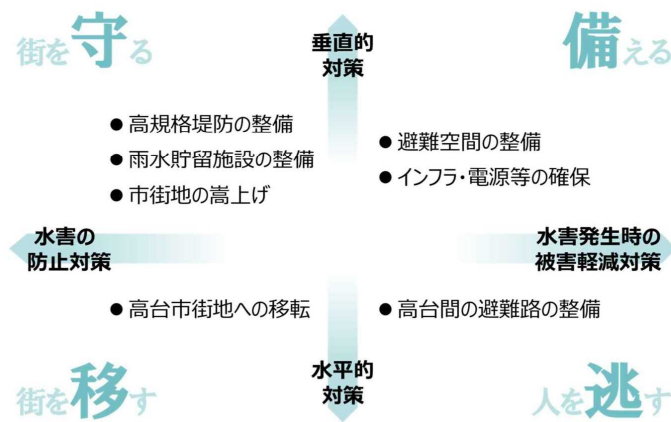 街を守る
垂直的
対策
備える
● 高規格堤防の整備
● 雨水貯留施設の整備
● 市街地の嵩上げ
● 避難空間の整備
● インフラ・電源等の確保
水害の
防止対策
水害発生時の
被害軽減対策
● 高台市街地への移転
● 高台間の避難路の整備
街を移す
水平的
対策
人を逃す